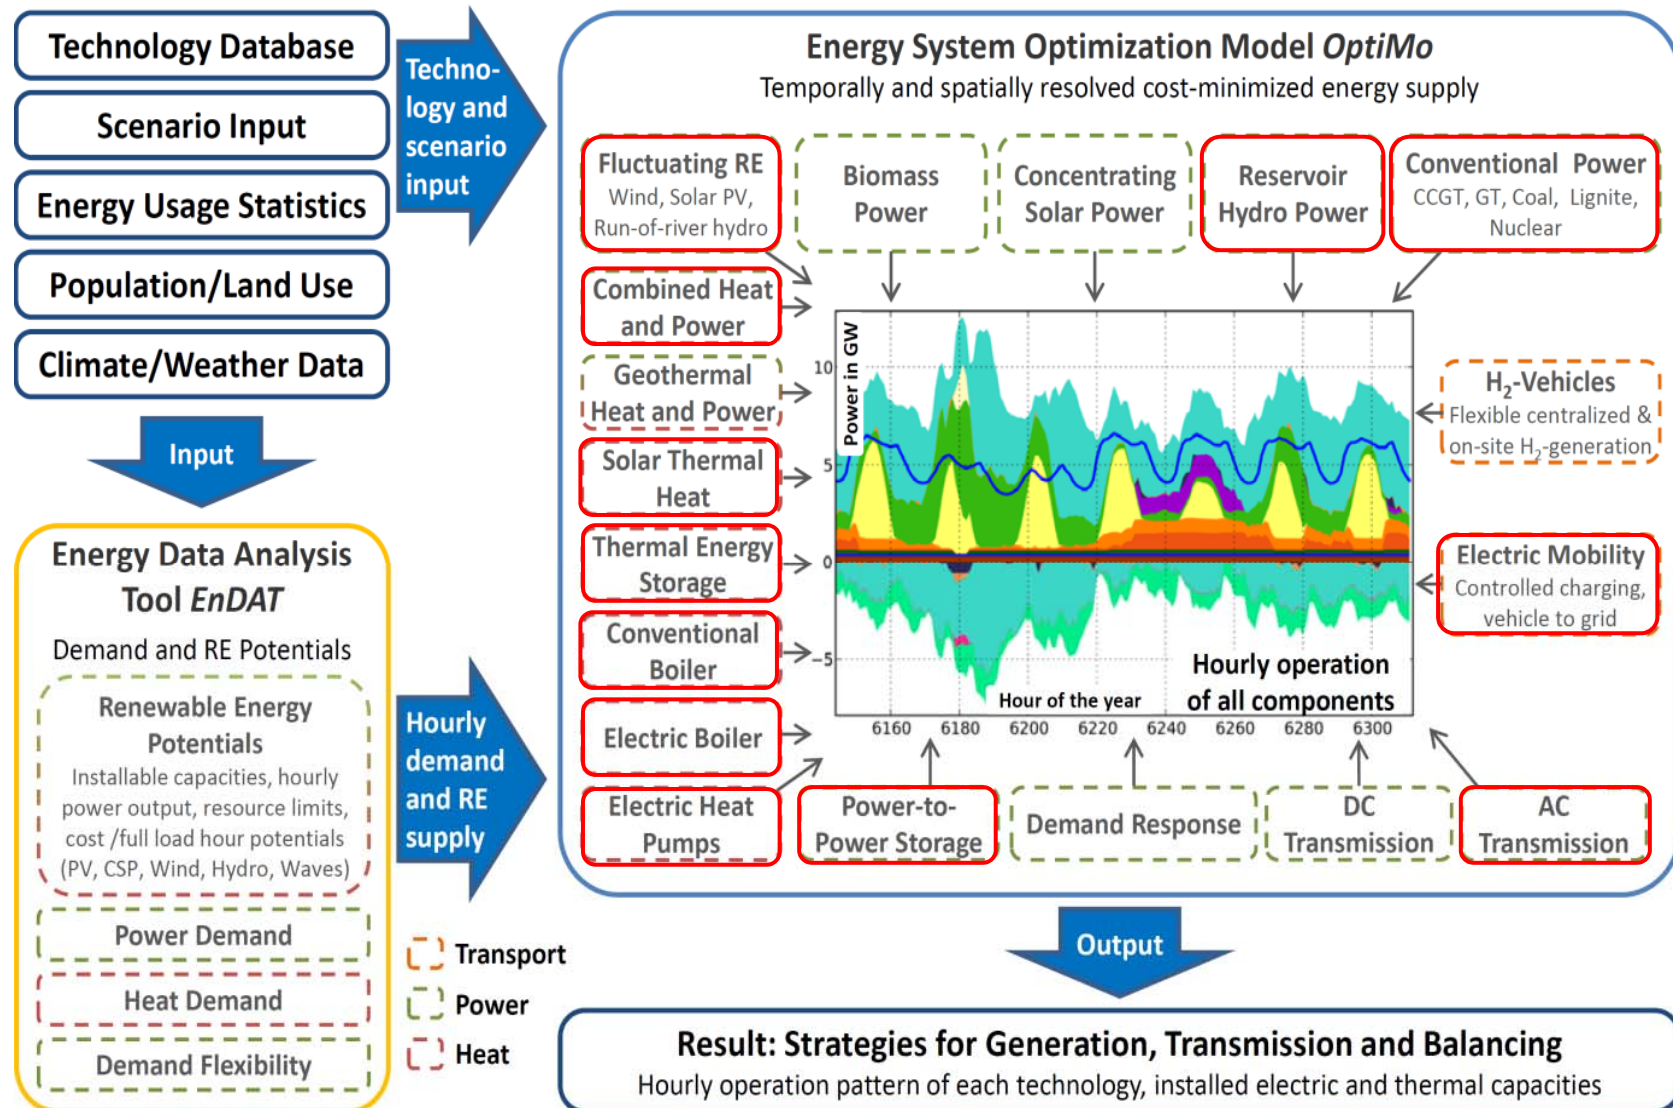 Technology Database
Scenario Input
Energy Usage Statistics
Population/Land Use
Climate/Weather Data
Techno-
logy and
scenario
input
Input
Energy Data Analysis
Tool EnDAT
Demand and RE Potentials
Renewable Energy
Potentials
Installable capacities, hourly
power output, resource limits,
cost /full load hour potentials
(PV, CSP, Wind, Hydro, Waves)
Power Demand
Heat Demand
Demand Flexibility
Hourly
demand
and RE
supply
Transport
Power
Heat
Energy System Optimization Model OptiMo
Temporally and spatially resolved cost-minimized energy supply
Fluctuating RE
Wind, Solar PV,
Run-of-river hydro
Biomass
Power
Concentrating
Solar Power
Reservoir
Hydro Power
Conventional Power
CCGT, GT, Coal, Lignite,
Nuclear
Combined Heat
and Power
Geothermal
Heat and Power
Solar Thermal
Heat
Thermal Energy
Storage
Conventional
Boiler
Electric Boiler
Electric Heat
Pumps
Power in GW
10
5
0
−5
Hour of the year
Hourly operation
of all components
6160 6180 6200 6220 6240 6260 6280 6300
H₂-Vehicles
Flexible centralized &
on-site H₂-generation
Electric Mobility
Controlled charging,
vehicle to grid
Power-to-
Power Storage
Demand Response
DC
Transmission
AC
Transmission
Output
Result: Strategies for Generation, Transmission and Balancing
Hourly operation pattern of each technology, installed electric and thermal capacities